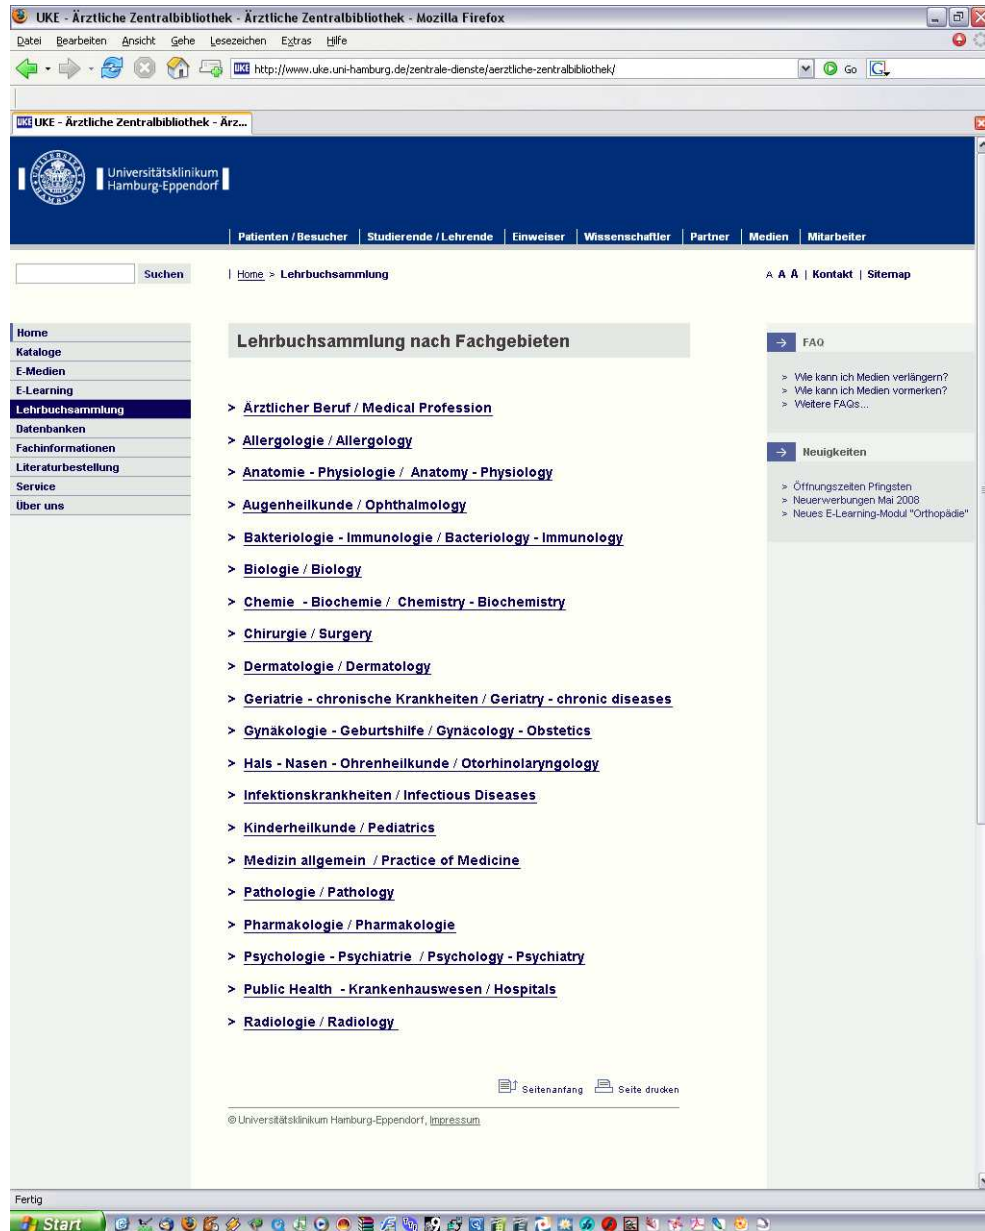 UKE - Ärztliche Zentralbibliothek - Ärztliche Zentralbibliothek - Mozilla Firefox
Datei Bearbeiten Ansicht Gehe Lesezeichen Extras Hilfe
http://www.uke.uni-hamburg.de/zentrale-dienste/aerztliche-zentralbibliothek/ Go
UKE - Ärztliche Zentralbibliothek - Ärz...
Universitätsklinikum
Hamburg-Eppendorf
Patienten / Besucher | Studierende / Lehrende | Einweiser | Wissenschaftler | Partner | Medien | Mitarbeiter
Suchen | Home > Lehrbuchsammlung A A A | Kontakt | Sitemap
Home
Kataloge
E-Medien
E-Learning
Lehrbuchsammlung
Datenbanken
Fachinformationen
Literaturbestellung
Service
Über uns
Lehrbuchsammlung nach Fachgebieten
> Ärztlicher Beruf / Medical Profession
> Allergologie / Allergology
> Anatomie - Physiologie / Anatomy - Physiology
> Augenheilkunde / Ophthalmology
> Bakteriologie - Immunologie / Bacteriology - Immunology
> Biologie / Biology
> Chemie - Biochemie / Chemistry - Biochemistry
> Chirurgie / Surgery
> Dermatologie / Dermatology
> Geriatrie - chronische Krankheiten / Geriatry - chronic diseases
> Gynäkologie - Geburtshilfe / Gynäcology - Obstetics
> Hals - Nasen - Ohrenheilkunde / Otorhinolaryngology
> Infektionskrankheiten / Infectious Diseases
> Kinderheilkunde / Pediatrics
> Medizin allgemein / Practice of Medicine
> Pathologie / Pathology
> Pharmakologie / Pharmakologie
> Psychologie - Psychiatrie / Psychology - Psychiatry
> Public Health - Krankenhauswesen / Hospitals
> Radiologie / Radiology
Seitenanfang Seite drucken
© Universitätsklinikum Hamburg-Eppendorf, Impressum
FAQ
> Wie kann ich Medien verlängern?
> Wie kann ich Medien vormerken?
> Weitere FAQs...
Neuigkeiten
> Öffnungszeiten Pfingsten
> Neuerwerbungen Mai 2008
> Neues E-Learning-Modul "Orthopädie"
Fertig
Start